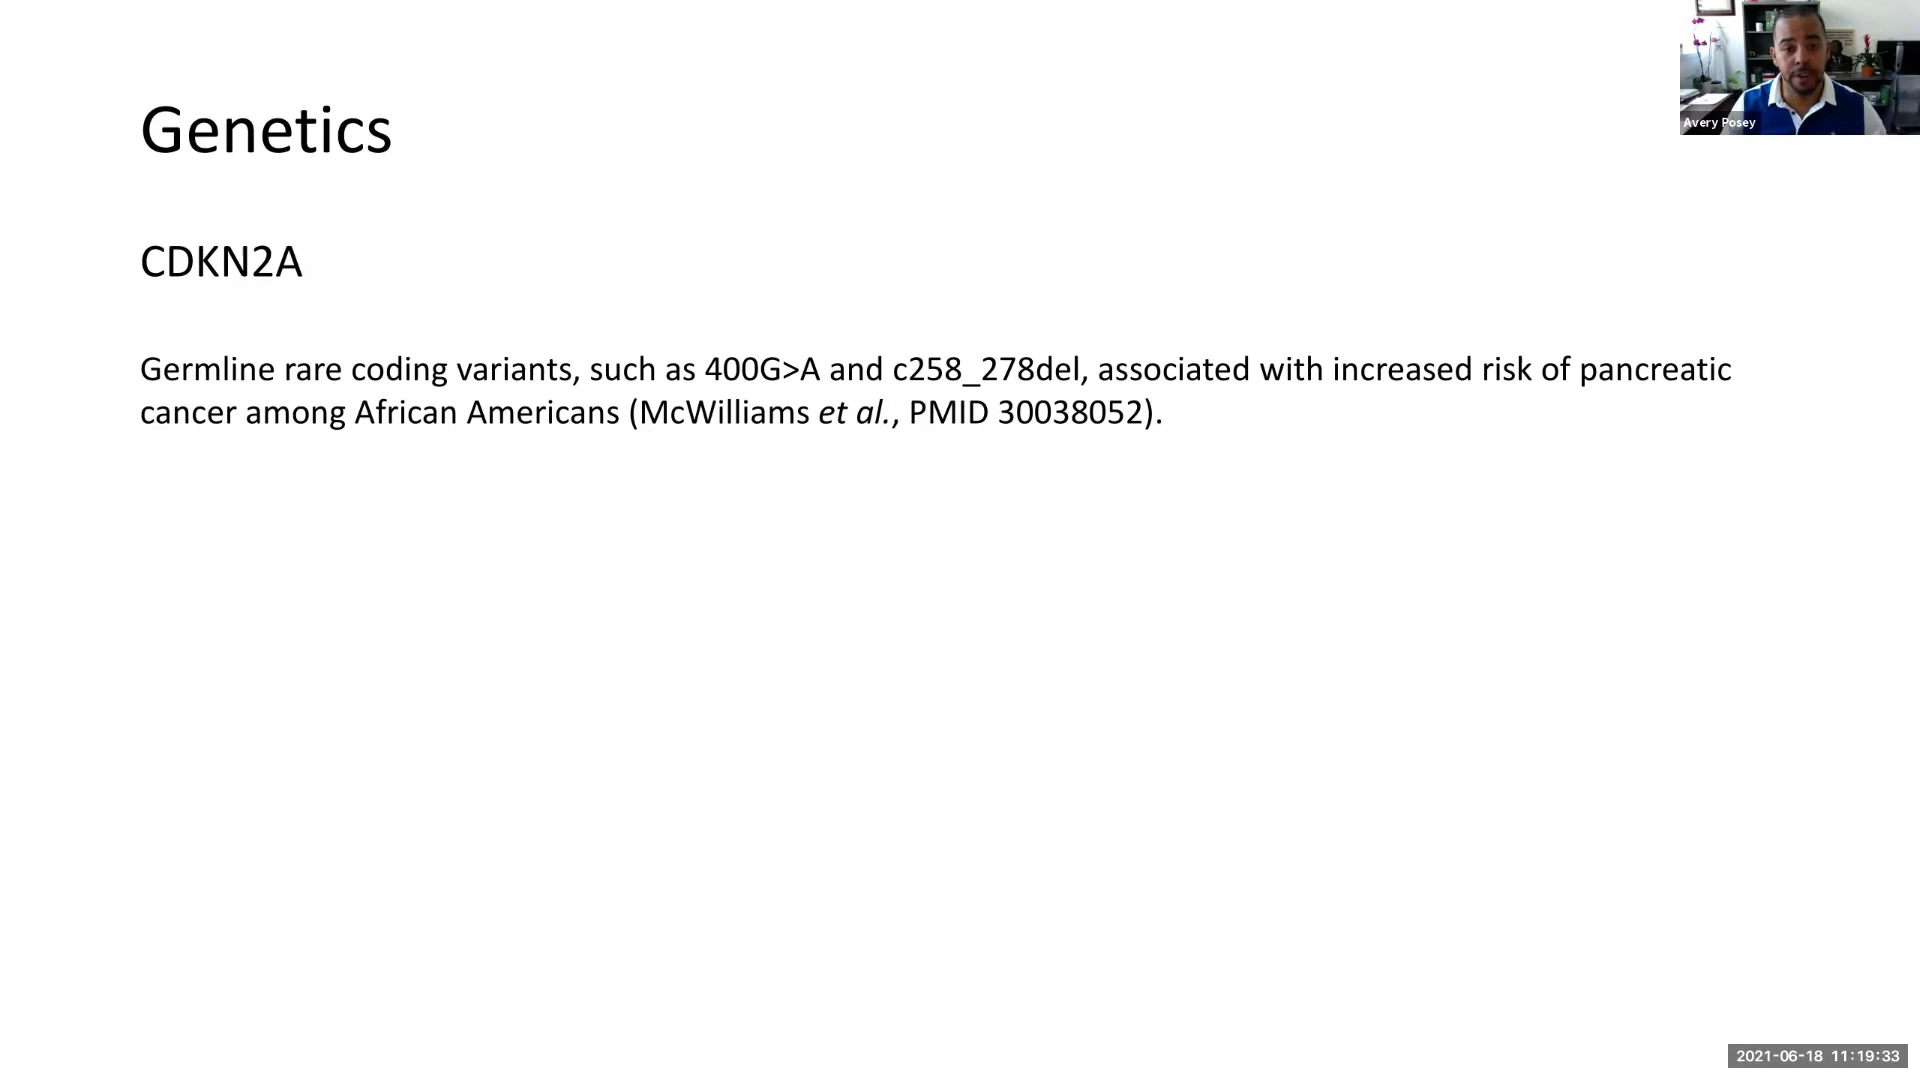 Genetics
Avery Posey
CDKN2A
Germline rare coding variants, such as 400G>A and c258_278del, associated with increased risk of pancreatic
cancer among African Americans (McWilliams et al., PMID 30038052).
2021-06-18 11:19:33